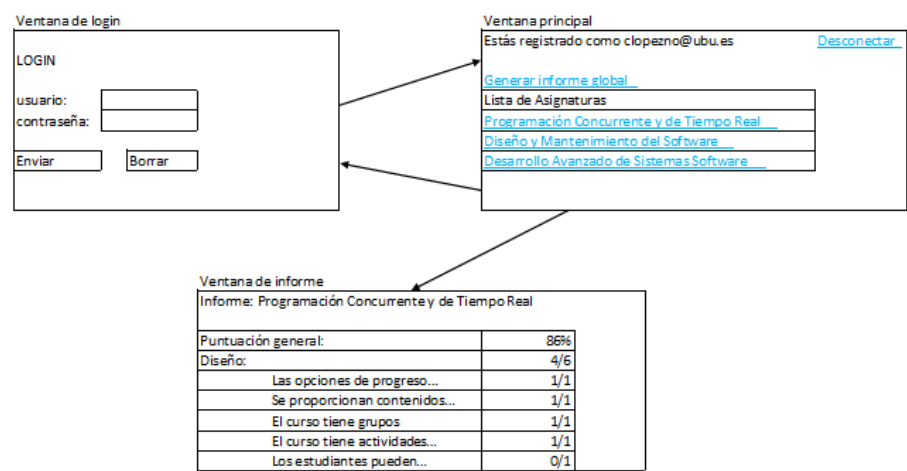 Ventana de login
LOGIN
usuario:
contraseña:
Enviar Borrar
Ventana principal
Estás registrado como clopezno@ubu.es Desconectar
Generar informe global
Lista de Asignaturas
Programación Concurrente y de Tiempo Real
Diseño y Mantenimiento del Software
Desarrollo Avanzado de Sistemas Software
Ventana de informe
Informe: Programación Concurrente y de Tiempo Real
Puntuación general: 86%
Diseño: 4/6
Las opciones de progreso... 1/1
Se proporcionan contenidos... 1/1
El curso tiene grupos 1/1
El curso tiene actividades... 1/1
Los estudiantes pueden... 0/1